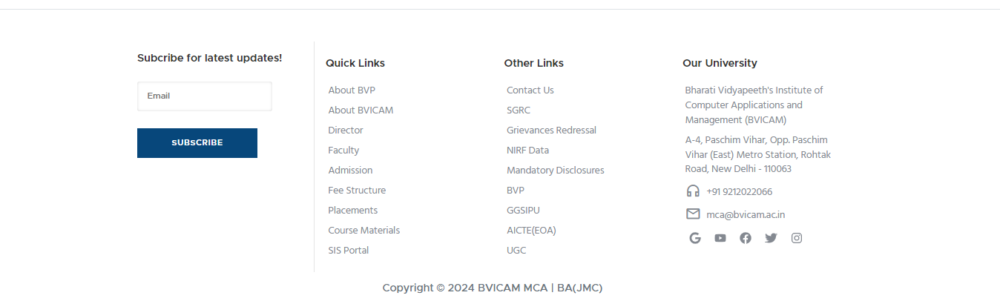 Subcribe for latest updates!
Email
SUBSCRIBE
Quick Links
About BVP
About BVICAM
Director
Faculty
Admission
Fee Structure
Placements
Course Materials
SIS Portal
Other Links
Contact Us
SGRC
Grievances Redressal
NIRF Data
Mandatory Disclosures
BVP
GGSIPU
AICTE(EOA)
UGC
Our University
Bharati Vidyapeeth's Institute of
Computer Applications and
Management (BVICAM)
A-4, Paschim Vihar, Opp. Paschim
Vihar (East) Metro Station, Rohtak
Road, New Delhi - 110063
+91 9212022066
mca@bvicam.ac.in
Copyright © 2024 BVICAM MCA | BA(JMC)